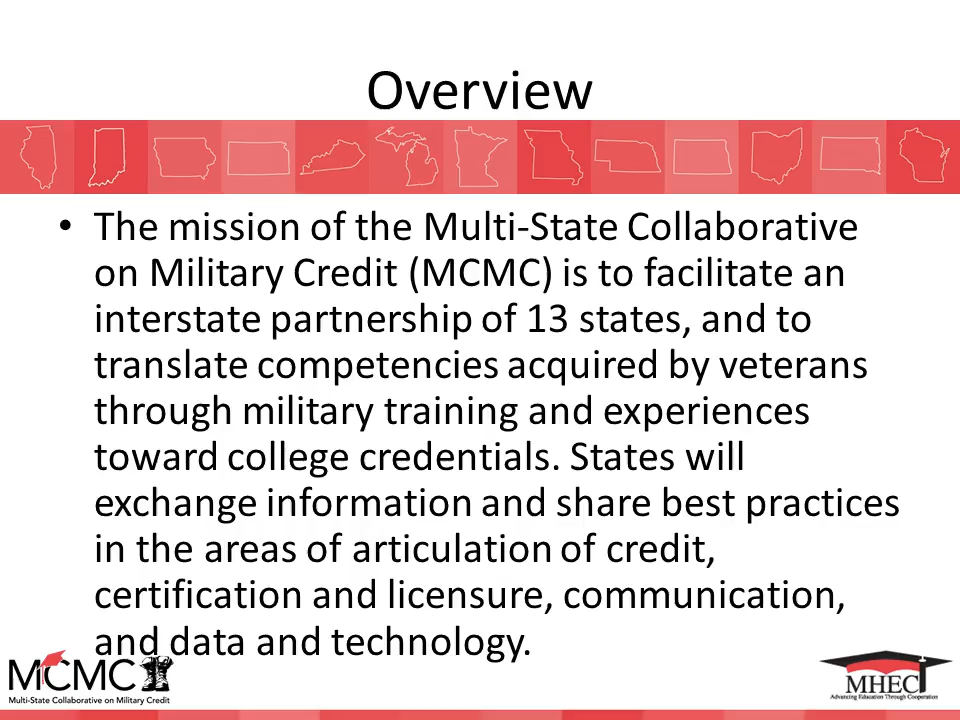 Overview
• The mission of the Multi-State Collaborative
on Military Credit (MCMC) is to facilitate an
interstate partnership of 13 states, and to
translate competencies acquired by veterans
through military training and experiences
toward college credentials. States will
exchange information and share best practices
in the areas of articulation of credit,
certification and licensure, communication,
and data and technology.
MCMC
Multi-State Collaborative on Military Credit
MHEC
Advancing Education Through Cooperation